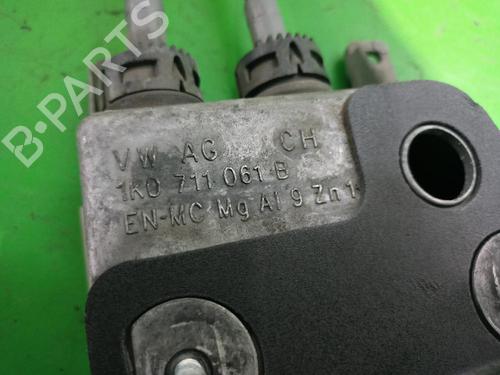 B-PARTS
VW AG CH
1K0 711 061 B
EN-MC Mg Al 9 Zn 1